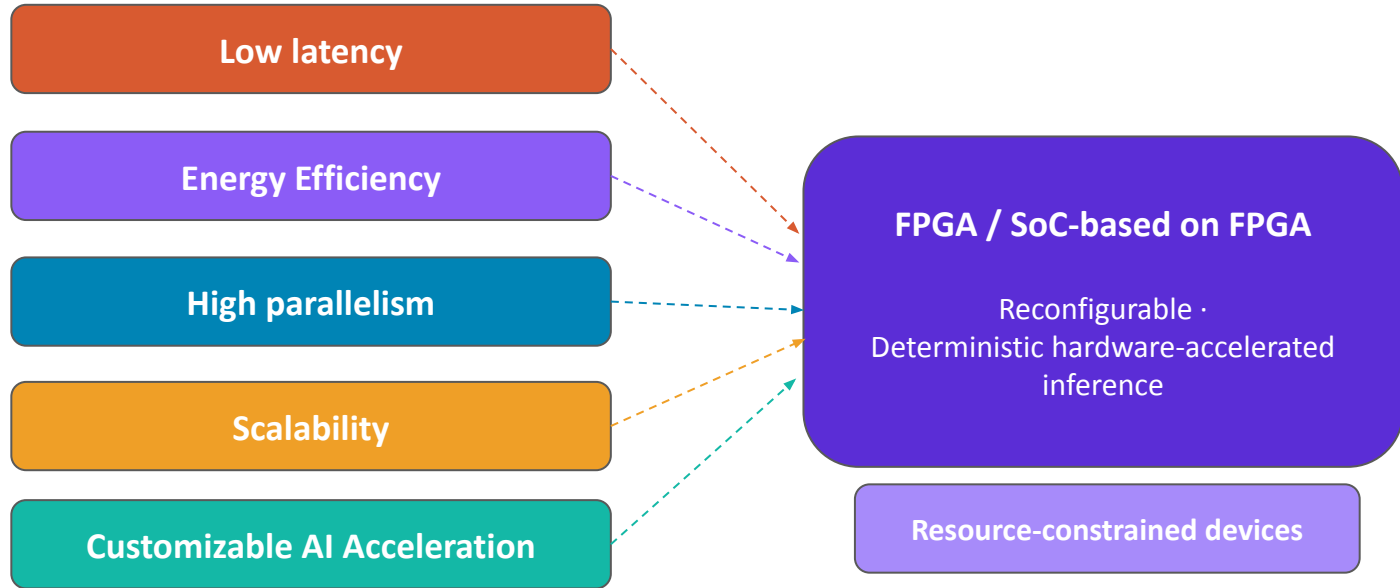 Low latency
Energy Efficiency
High parallelism
Scalability
Customizable AI Acceleration
FPGA / SoC-based on FPGA
Reconfigurable ·
Deterministic hardware-accelerated
inference
Resource-constrained devices